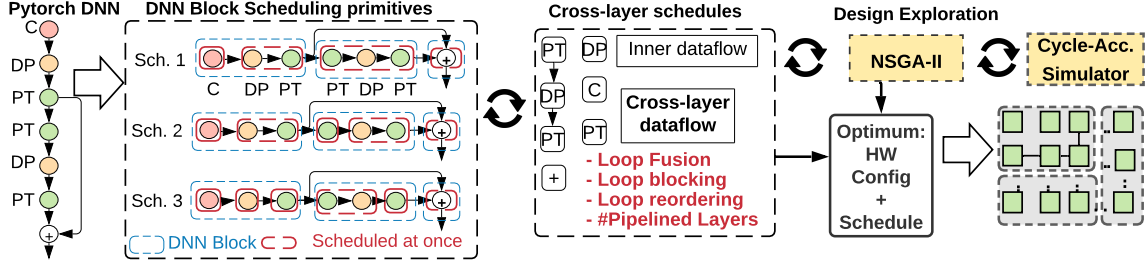 Pytorch DNN
C
DP
PT
PT
DP
PT
+
DNN Block Scheduling primitives
Sch. 1
+
C DP PT PT DP PT
Sch. 2
+
Sch. 3
+
DNN Block
Scheduled at once
Cross-layer schedules
PT
DP
PT
+
DP
C
PT
Inner dataflow
Cross-layer
dataflow
- Loop Fusion
- Loop blocking
- Loop reordering
- #Pipelined Layers
Design Exploration
NSGA-II
Cycle-Acc.
Simulator
Optimum:
HW
Config
+
Schedule